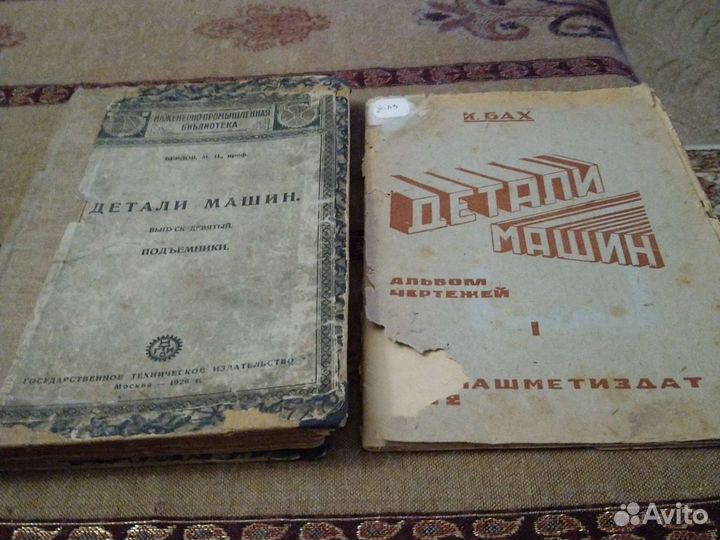 ИНЖЕНЕРНО-ПРОМЫШЛЕННАЯ
БИБЛИОТЕКА
проф.
ДЕТАЛИ МАШИН.
ВЫПУСК ДЕВЯТЫЙ.
ПОДЪЕМНИКИ.
ГОСУДАРСТВЕННОЕ ТЕХНИЧЕСКОЕ ИЗДАТЕЛЬСТВО
Москва — 1926 г.
К. БАХ
ДЕТАЛИ
МАШИН
АЛЬБОМ
ЧЕРТЕЖЕЙ
I
МАШМЕТИЗДАТ
Avito